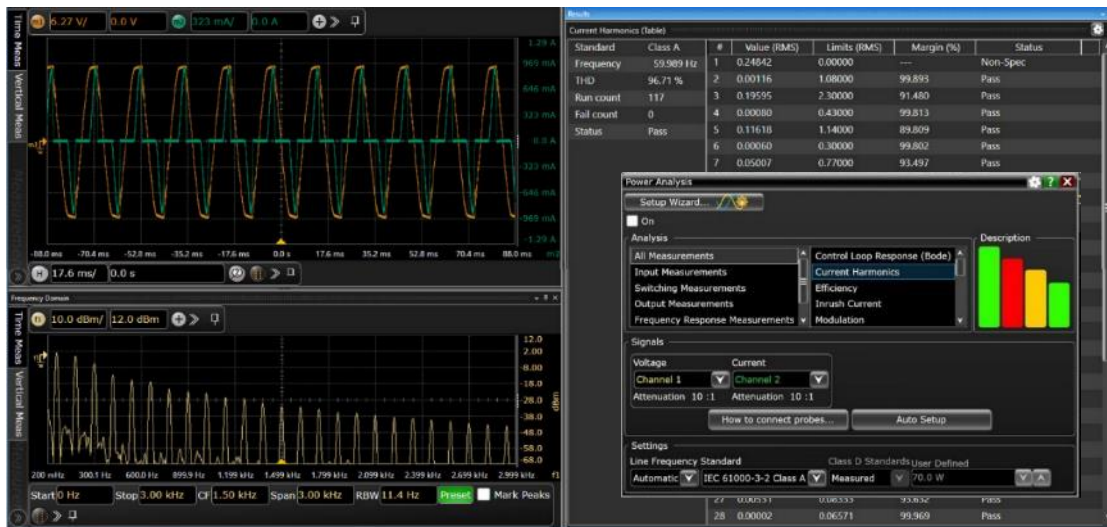 Time Meas
Vertical Meas
6.27 V/ 0.0 V 323 mA/ 0.0 A
1.29 A
969 mA
646 mA
323 mA
0.0 A
-323 mA
-646 mA
-969 mA
-1.29 A
-88.0 ms -70.4 ms -52.8 ms -35.2 ms -17.6 ms 0.0 s 17.6 ms 35.2 ms 52.8 ms 70.4 ms 88.0 ms
H 17.6 ms/ 0.0 s
Frequency Domain
Time Meas
Vertical Meas
10.0 dBm/ 12.0 dBm
12.0
2.00
-8.00
-18.0
-28.0
dBm
-38.0
-48.0
-58.0
-68.0
200 mHz 300.1 Hz 600.0 Hz 899.9 Hz 1.199 kHz 1.499 kHz 1.799 kHz 2.099 kHz 2.399 kHz 2.699 kHz 2.999 kHz f1
Start 0 Hz Stop 3.00 kHz CF 1.50 kHz Span 3.00 kHz RBW 11.4 Hz Preset Mark Peaks
Results
Current Harmonics (Table)
Standard Class A
Frequency 59.989 Hz
THD 96.71 %
Run count 117
Fail count 0
Status Pass
# Value (RMS) Limits (RMS) Margin (%) Status
1 0.24842 0.00000 ---- Non-Spec
2 0.00116 1.08000 99.893 Pass
3 0.19595 2.30000 91.480 Pass
4 0.00080 0.43000 99.813 Pass
5 0.11618 1.14000 89.809 Pass
6 0.00060 0.30000 99.802 Pass
7 0.05007 0.77000 93.497 Pass
Power Analysis
Setup Wizard...
On
Analysis
All Measurements
Input Measurements
Switching Measurements
Output Measurements
Frequency Response Measurements
Control Loop Response (Bode)
Current Harmonics
Efficiency
Inrush Current
Modulation
Description
Signals
Voltage Current
Channel 1 Channel 2
Attenuation 10 :1 Attenuation 10 :1
How to connect probes... Auto Setup
Settings
Line Frequency Standard Class D Standards User Defined
Automatic IEC 61000-3-2 Class A Measured 70.0 W
27 0.00531 0.08333 93.632 Pass
28 0.00002 0.06571 99.969 Pass